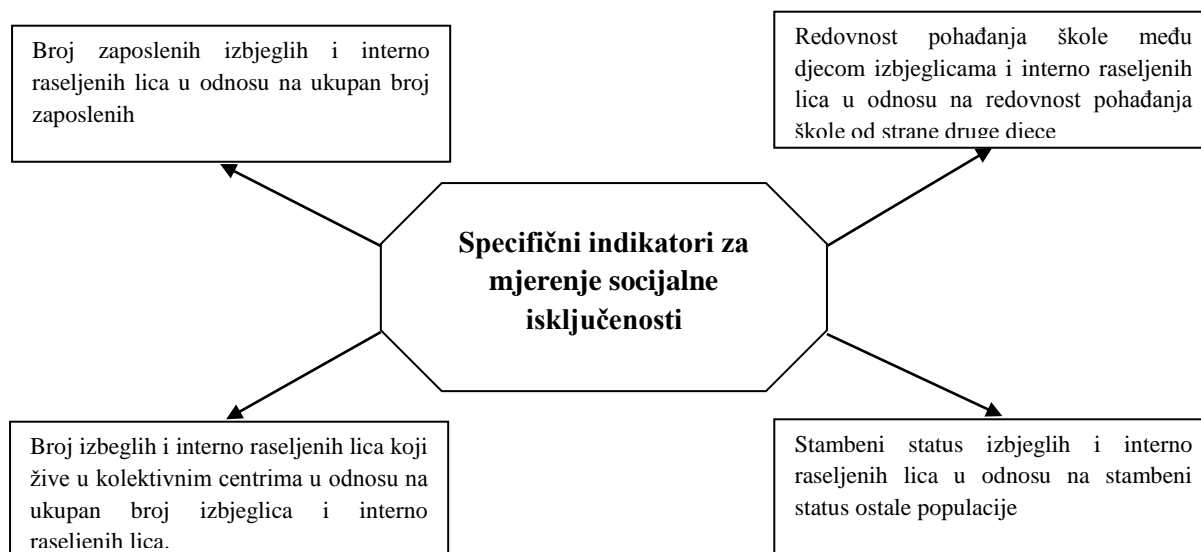 Broj zaposlenih izbjeglih i interno
raseljenih lica u odnosu na ukupan broj
zaposlenih
Redovnost pohađanja škole među
djecom izbjeglicama i interno raseljenih
lica u odnosu na redovnost pohađanja
škole od strane druge djece
Specifični indikatori za
mjerenje socijalne
isključenosti
Broj izbeglih i interno raseljenih lica koji
žive u kolektivnim centrima u odnosu na
ukupan broj izbjeglica i interno
raseljenih lica.
Stambeni status izbjeglih i interno
raseljenih lica u odnosu na stambeni
status ostale populacije